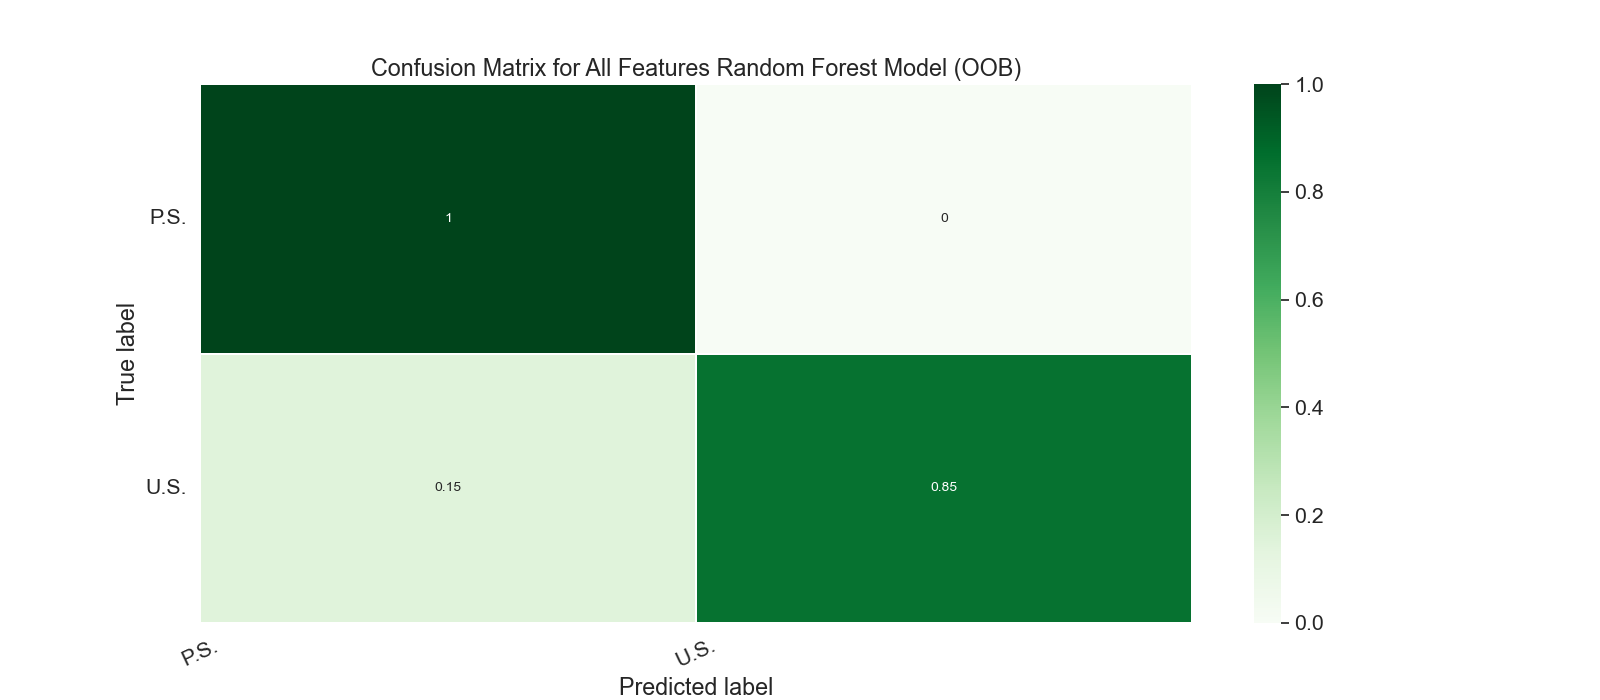 Confusion Matrix for All Features Random Forest Model (OOB)
True label
P.S.
U.S.
1
0
0.15
0.85
P.S.
U.S.
Predicted label
1.0
0.8
0.6
0.4
0.2
0.0